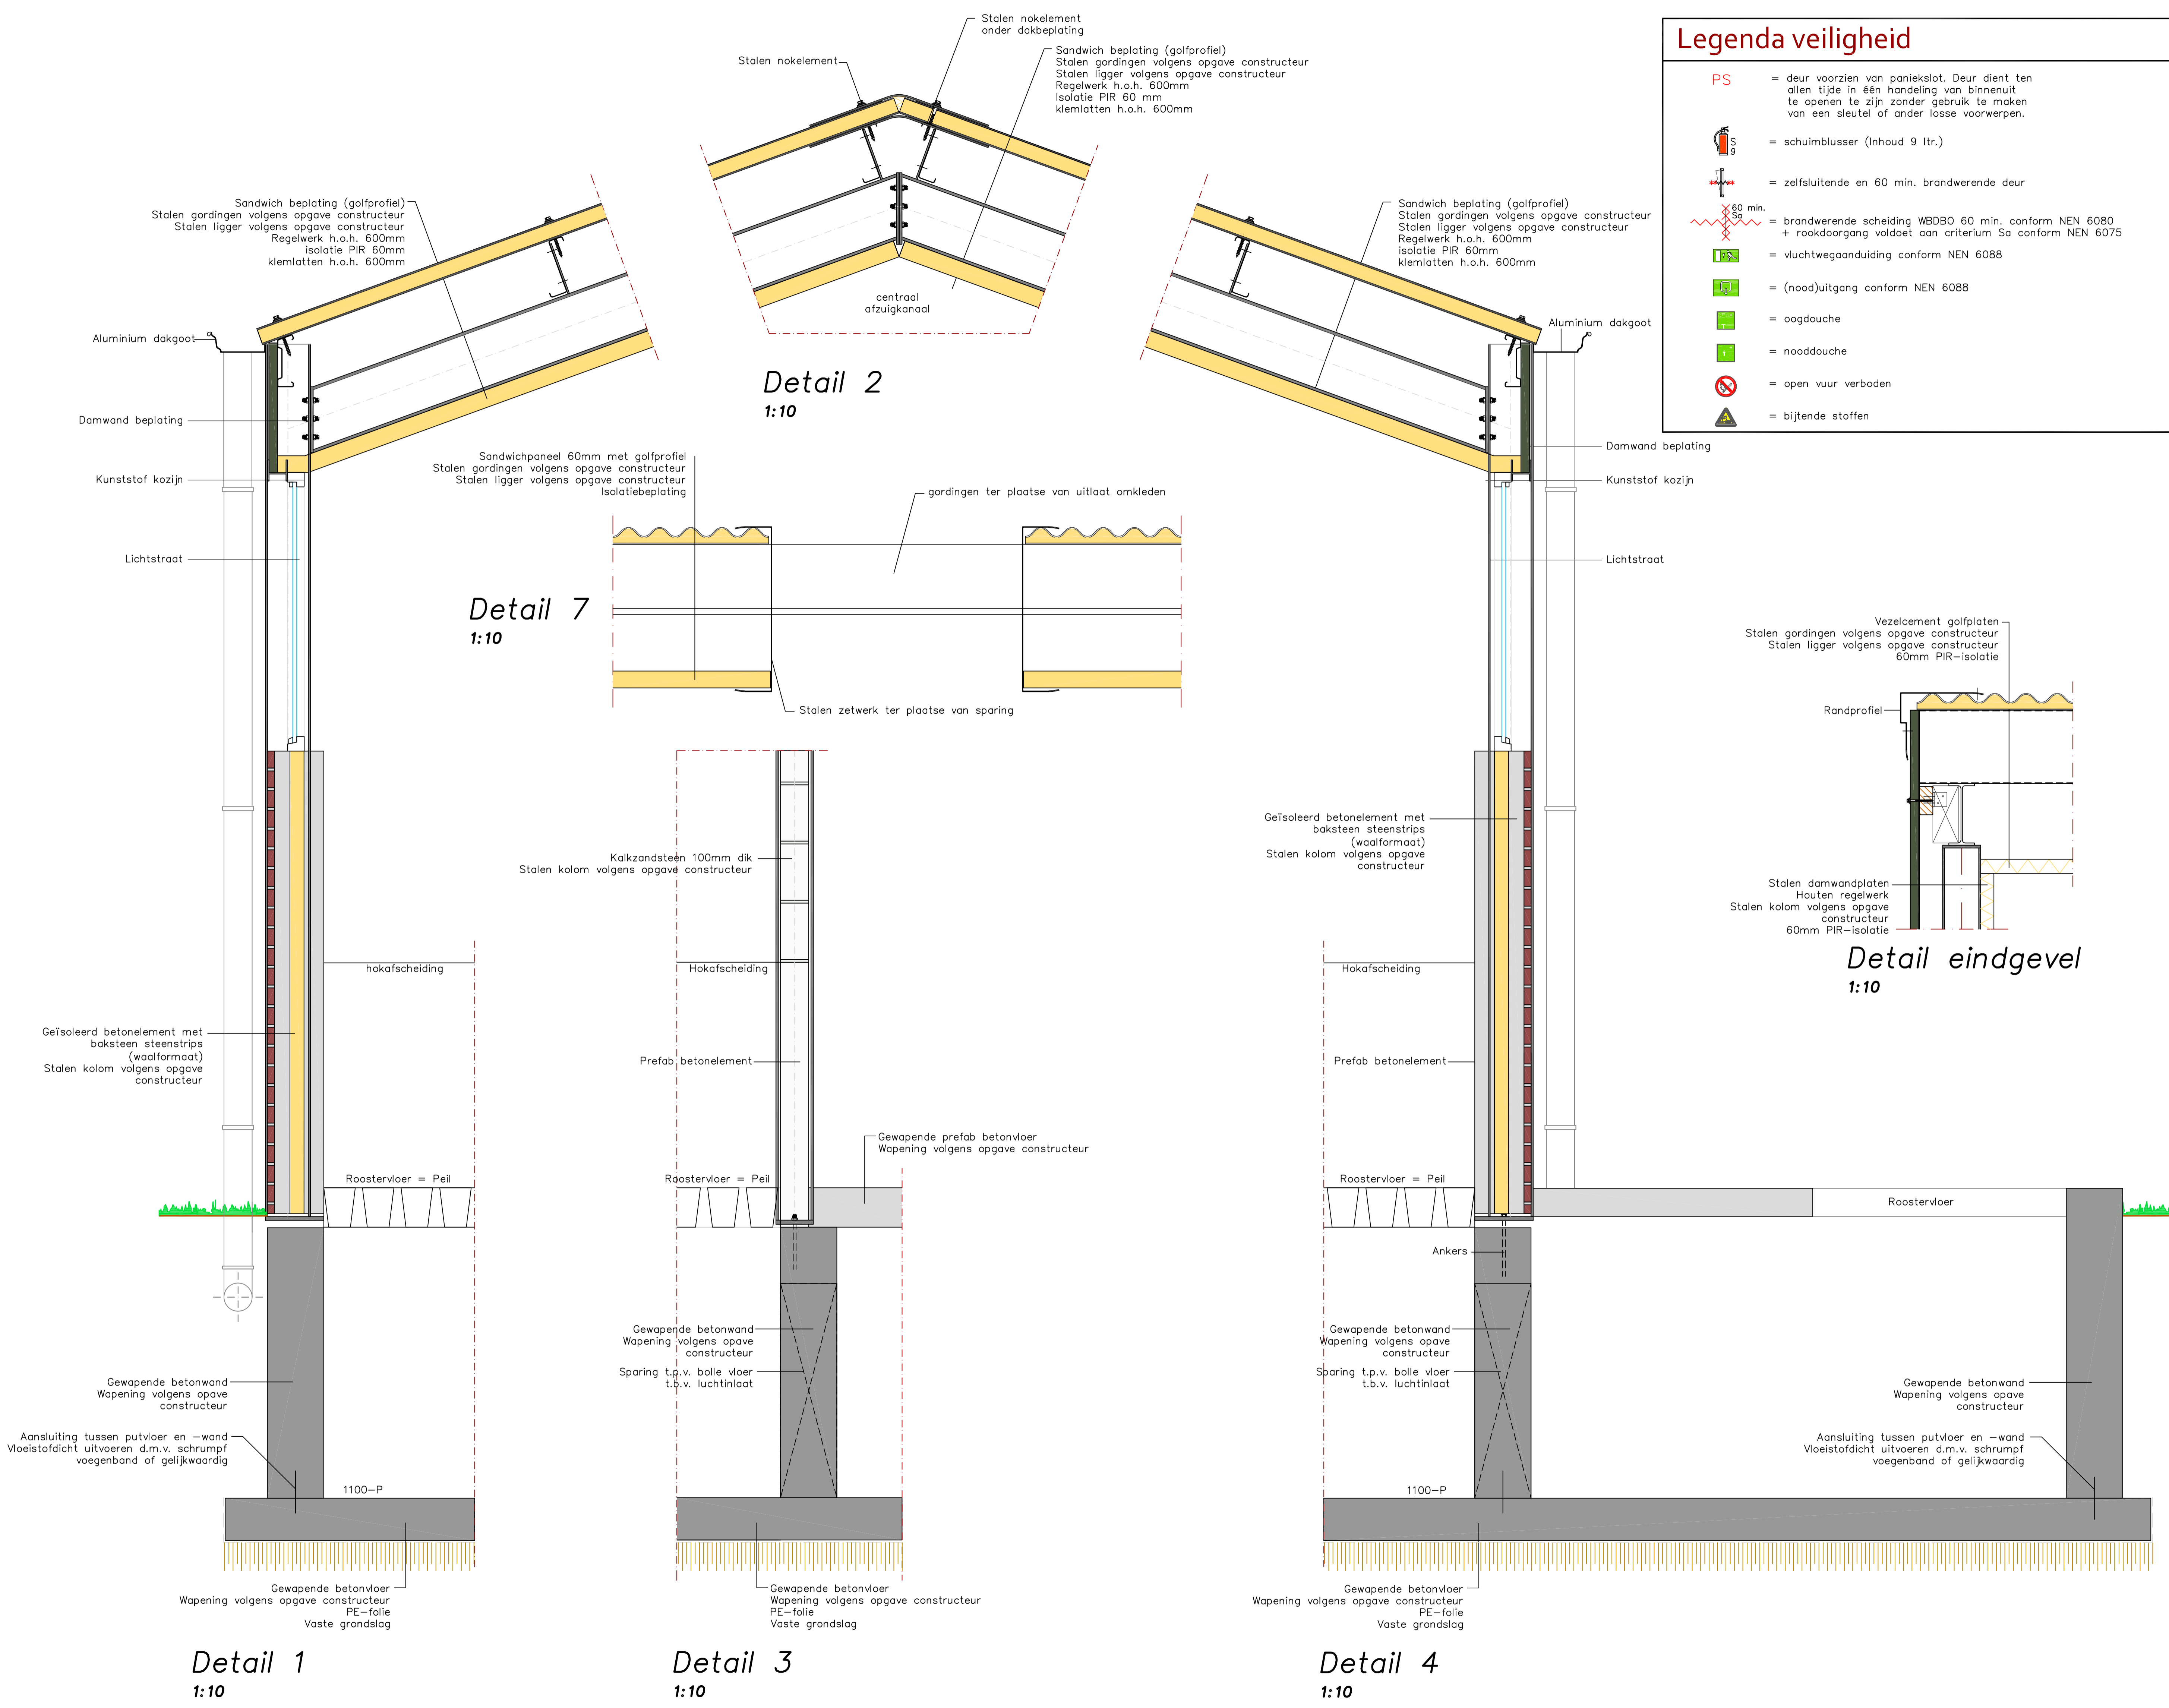 Stalen nokelement
onder dakbeplating
Stalen nokelement
Sandwich beplating (golfprofiel)
Stalen gordingen volgens opgave constructeur
Stalen ligger volgens opgave constructeur
Regelwerk h.o.h. 600mm
Isolatie PIR 60 mm
klemlatten h.o.h. 600mm
centraal
afzuigkanaal
Detail 2
1:10
Legenda veiligheid
PS
= deur voorzien van paniekslot. Deur dient ten
allen tijde in één handeling van binnenuit
te openen te zijn zonder gebruik te maken
van een sleutel of ander losse voorwerpen.
S
9
= schuimblusser (Inhoud 9 ltr.)
= zelfsluitende en 60 min. brandwerende deur
60 min.
Sa
= brandwerende scheiding WBDBO 60 min. conform NEN 6080
+ rookdoorgang voldoet aan criterium Sa conform NEN 6075
= vluchtwegaanduiding conform NEN 6088
= (nood)uitgang conform NEN 6088
= oogdouche
= nooddouche
= open vuur verboden
= bijtende stoffen
Sandwich beplating (golfprofiel)
Stalen gordingen volgens opgave constructeur
Stalen ligger volgens opgave constructeur
Regelwerk h.o.h. 600mm
isolatie PIR 60mm
klemlatten h.o.h. 600mm
Aluminium dakgoot
Damwand beplating
Kunststof kozijn
Lichtstraat
hokafscheiding
Geïsoleerd betonelement met
baksteen steenstrips
(waalformaat)
Stalen kolom volgens opgave
constructeur
Roostervloer = Peil
Gewapende betonwand
Wapening volgens opave
constructeur
Aansluiting tussen putvloer en -wand
Vloeistofdicht uitvoeren d.m.v. schrumpf
voegenband of gelijkwaardig
1100-P
Gewapende betonvloer
Wapening volgens opgave constructeur
PE-folie
Vaste grondslag
Detail 1
1:10
Sandwichpaneel 60mm met golfprofiel
Stalen gordingen volgens opgave constructeur
Stalen ligger volgens opgave constructeur
Isolatiebeplating
gordingen ter plaatse van uitlaat omkleden
Stalen zetwerk ter plaatse van sparing
Detail 7
1:10
Kalkzandsteen 100mm dik
Stalen kolom volgens opgave constructeur
Hokafscheiding
Prefab betonelement
Gewapende prefab betonvloer
Wapening volgens opgave constructeur
Roostervloer = Peil
Gewapende betonwand
Wapening volgens opave
constructeur
Sparing t.p.v. bolle vloer
t.b.v. luchtinlaat
Gewapende betonvloer
Wapening volgens opgave constructeur
PE-folie
Vaste grondslag
Detail 3
1:10
Sandwich beplating (golfprofiel)
Stalen gordingen volgens opgave constructeur
Stalen ligger volgens opgave constructeur
Regelwerk h.o.h. 600mm
isolatie PIR 60mm
klemlatten h.o.h. 600mm
Aluminium dakgoot
Damwand beplating
Kunststof kozijn
Lichtstraat
Geïsoleerd betonelement met
baksteen steenstrips
(waalformaat)
Stalen kolom volgens opgave
constructeur
Hokafscheiding
Prefab betonelement
Roostervloer = Peil
Roostervloer
Ankers
Gewapende betonwand
Wapening volgens opave
constructeur
Sparing t.p.v. bolle vloer
t.b.v. luchtinlaat
Gewapende betonwand
Wapening volgens opave
constructeur
Aansluiting tussen putvloer en -wand
Vloeistofdicht uitvoeren d.m.v. schrumpf
voegenband of gelijkwaardig
1100-P
Gewapende betonvloer
Wapening volgens opgave constructeur
PE-folie
Vaste grondslag
Detail 4
1:10
Vezelcement golfplaten
Stalen gordingen volgens opgave constructeur
Stalen ligger volgens opgave constructeur
60mm PIR-isolatie
Randprofiel
Stalen damwandplaten
Houten regelwerk
Stalen kolom volgens opgave
constructeur
60mm PIR-isolatie
Detail eindgevel
1:10